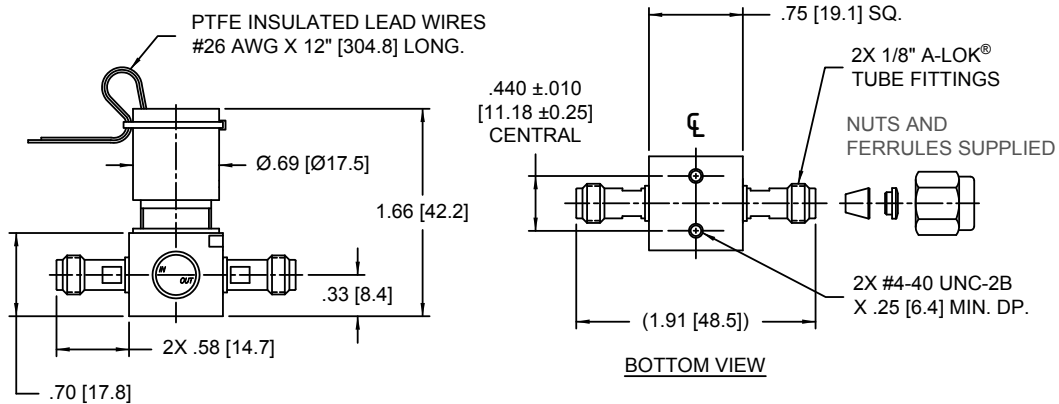 PTFE INSULATED LEAD WIRES
#26 AWG X 12" [304.8] LONG.
Ø.69 [Ø17.5]
1.66 [42.2]
IN
OUT
.33 [8.4]
2X .58 [14.7]
.70 [17.8]
.75 [19.1] SQ.
2X 1/8" A-LOK®
TUBE FITTINGS
.440 ±.010
[11.18 ±0.25]
CENTRAL
℄
NUTS AND
FERRULES SUPPLIED
2X #4-40 UNC-2B
X .25 [6.4] MIN. DP.
(1.91 [48.5])
BOTTOM VIEW